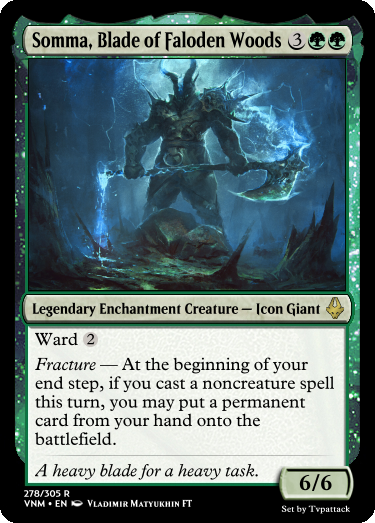 Somma, Blade of Faloden Woods 3
Legendary Enchantment Creature — Icon Giant
Ward 2
Fracture — At the beginning of your
end step, if you cast a noncreature spell
this turn, you may put a permanent
card from your hand onto the
battlefield.
A heavy blade for a heavy task.
6/6
278/305 R
VNM • EN Vladimir Matyukhin FT
Set by Tvpattack